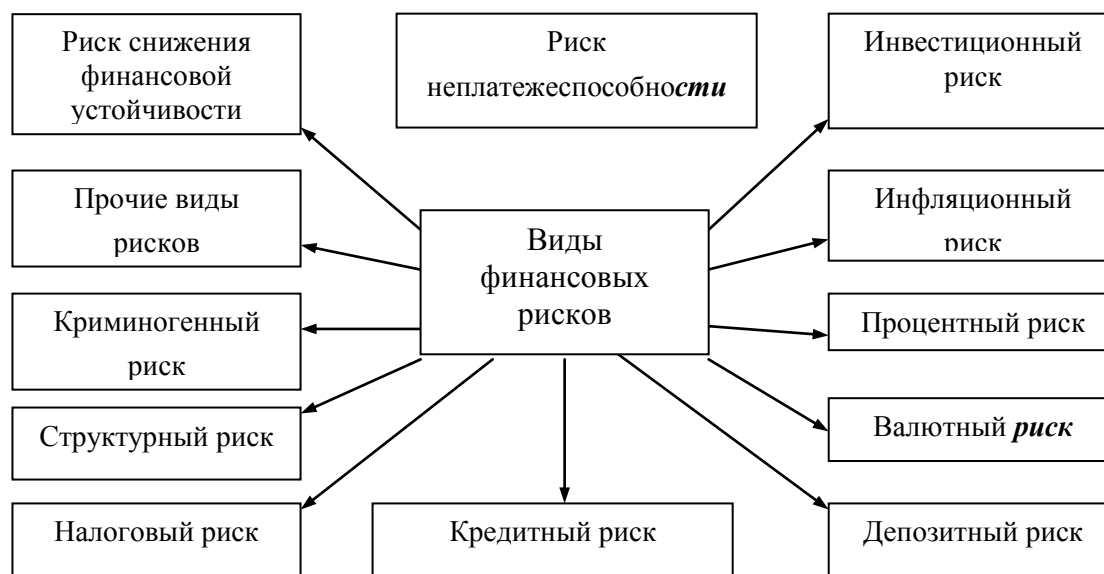 Риск снижения
финансовой
устойчивости
Риск
неплатежеспособности
Инвестиционный
риск
Прочие виды
рисков
Виды
финансовых
рисков
Инфляционный
риск
Криминогенный
риск
Процентный риск
Структурный риск
Валютный риск
Налоговый риск
Кредитный риск
Депозитный риск